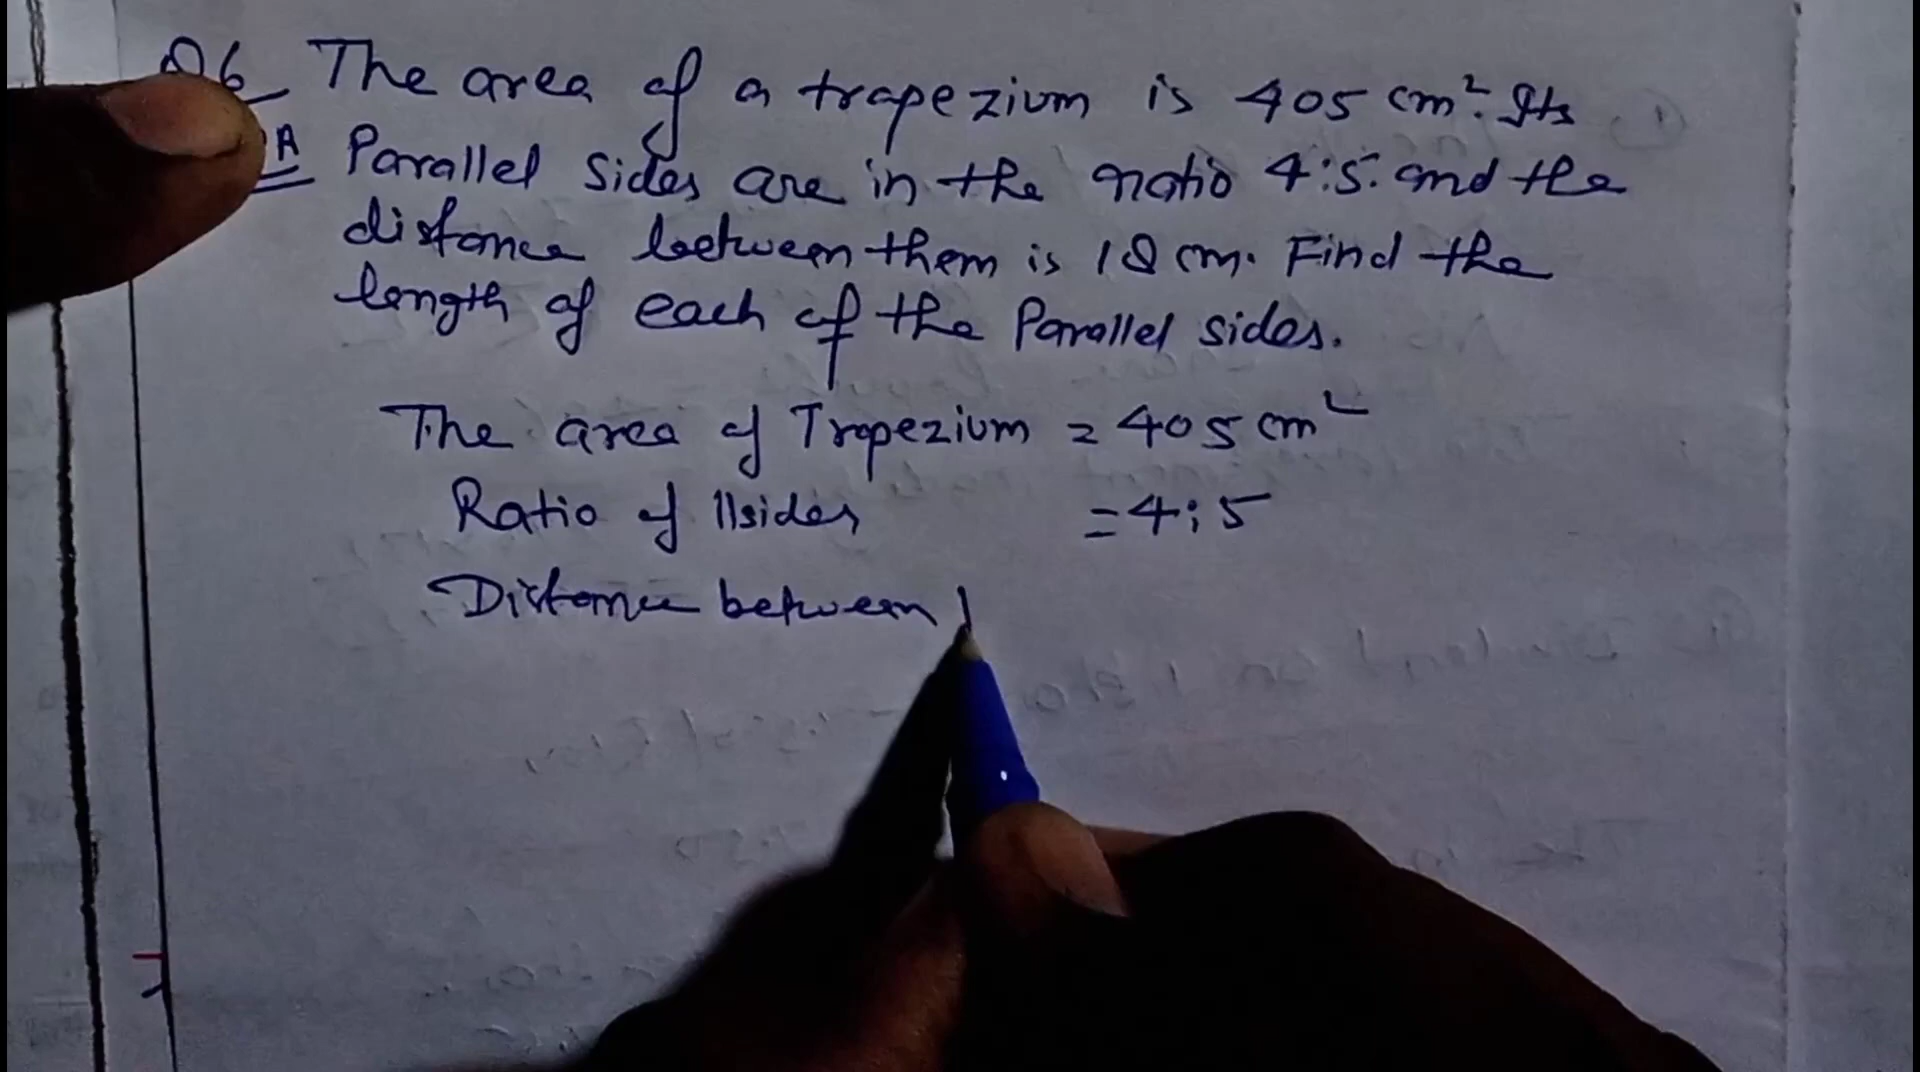 Q6 The area of a trapezium is 405 cm². Its
A Parallel sides are in the ratio 4:5. and the
distance between them is 18 cm. Find the
length of each of the Parallel sides.
The area of Trapezium = 405 cm²
Ratio of ||sides = 4:5
Distance between